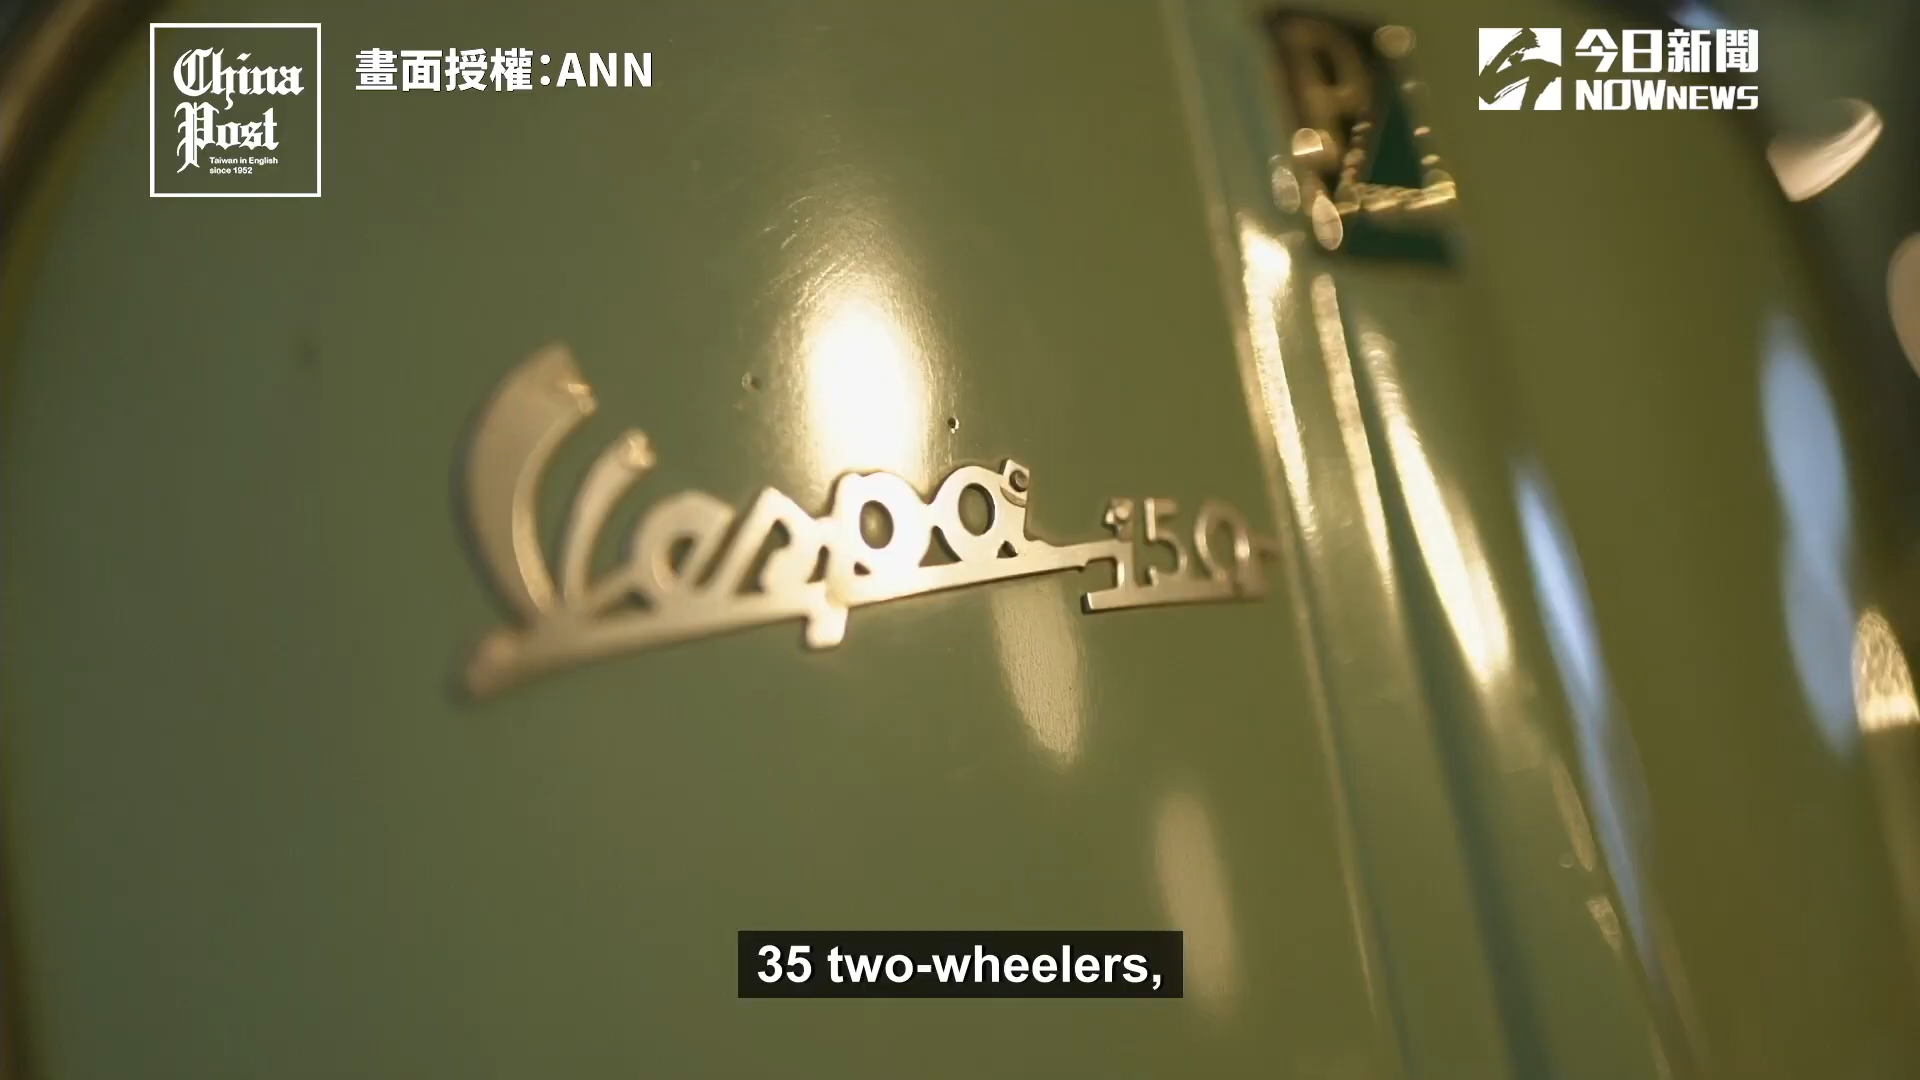 China
Post
Taiwan in English
since 1952
畫面授權:ANN
今日新聞
NOWNEWS
Vespa 150
35 two-wheelers,